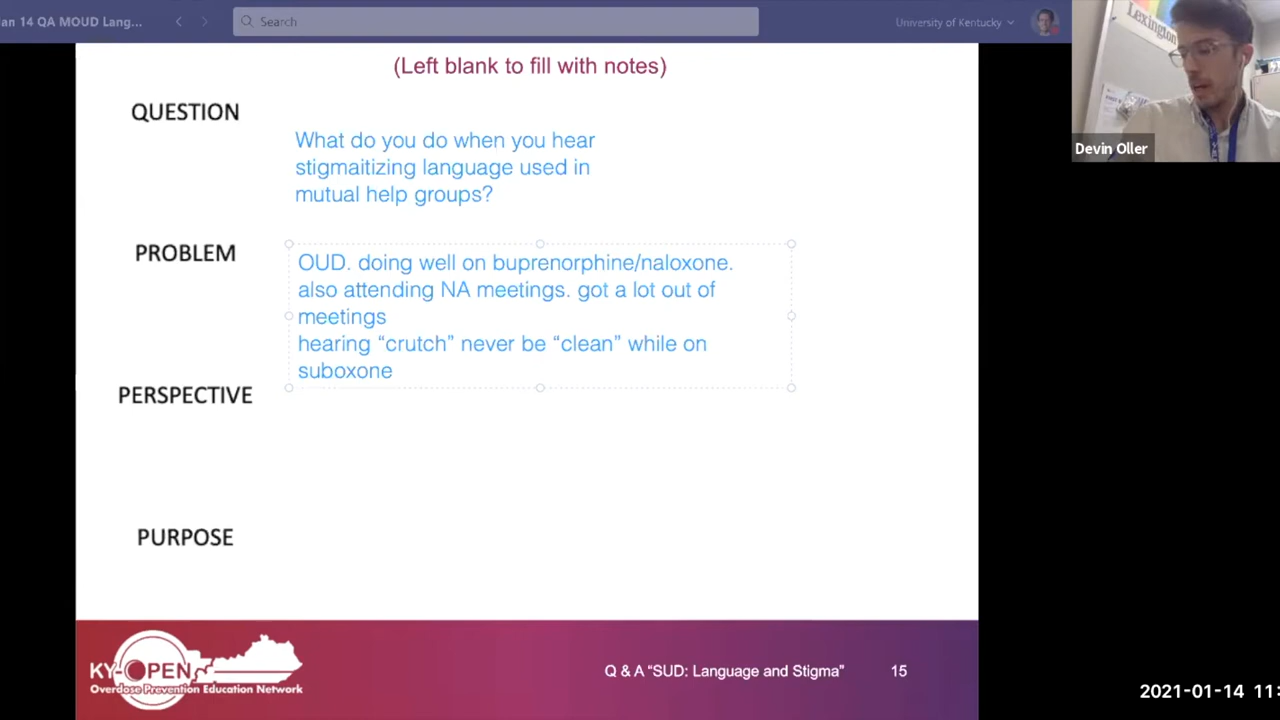 an 14 QA MOUD Lang...
Search
University of Kentucky
Lexington
Devin Oller
(Left blank to fill with notes)
QUESTION
What do you do when you hear
stigmaitizing language used in
mutual help groups?
PROBLEM
OUD. doing well on buprenorphine/naloxone.
also attending NA meetings. got a lot out of
meetings
hearing “crutch” never be “clean” while on
suboxone
PERSPECTIVE
PURPOSE
KY-OPEN
Overdose Prevention Education Network
Q & A “SUD: Language and Stigma”
15
2021-01-14 11: